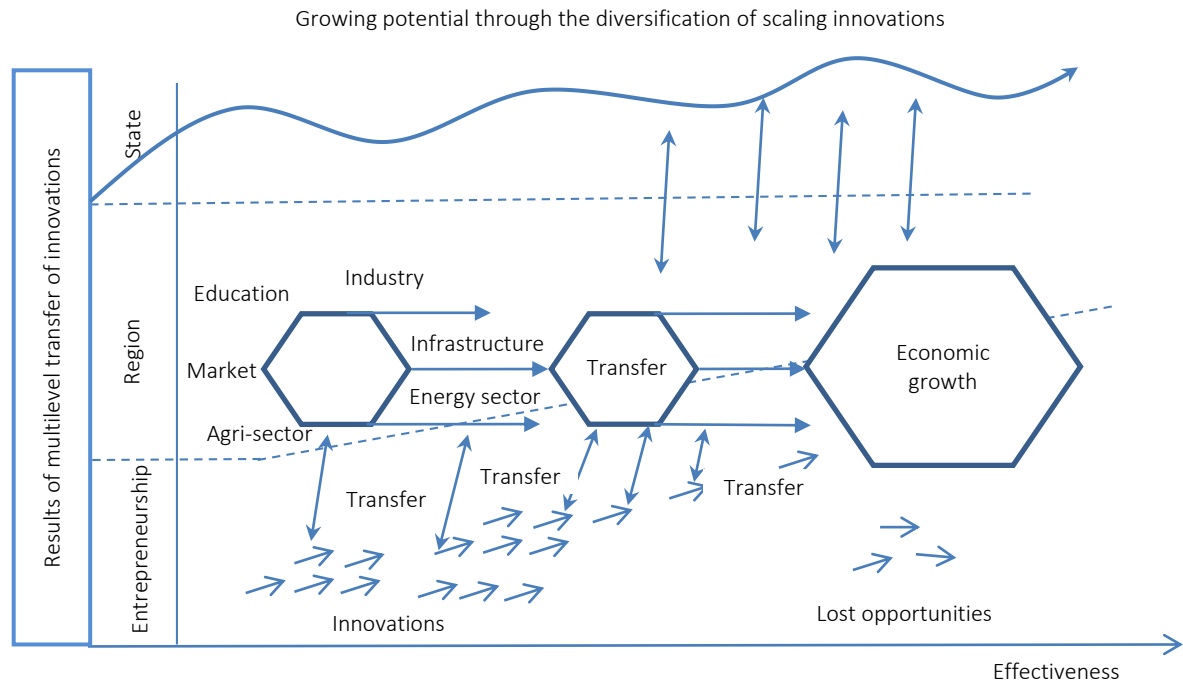 Growing potential through the diversification of scaling innovations
Results of multilevel transfer of innovations
State
Region
Entrepreneurship
Industry
Education
Infrastructure
Market
Energy sector
Agri-sector
Transfer
Economic
growth
Transfer
Transfer
Transfer
Innovations
Lost opportunities
Effectiveness